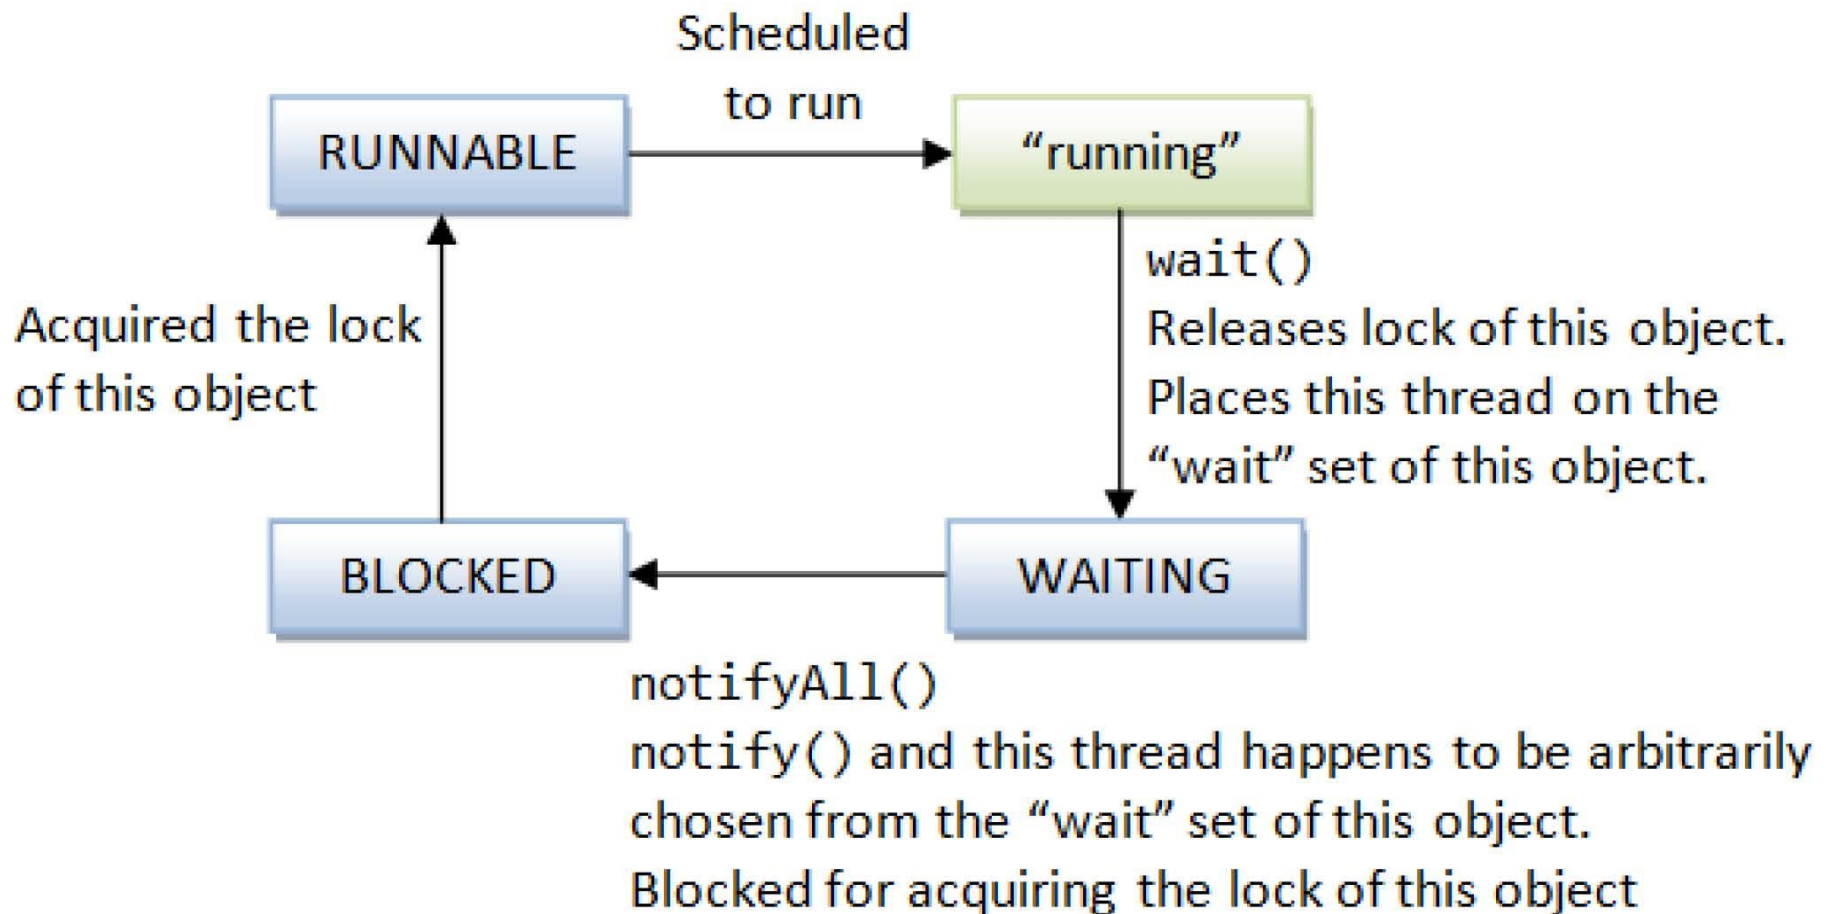 Scheduled
to run
RUNNABLE
“running”
wait()
Releases lock of this object.
Places this thread on the
“wait” set of this object.
Acquired the lock
of this object
BLOCKED
WAITING
notifyAll()
notify() and this thread happens to be arbitrarily
chosen from the “wait” set of this object.
Blocked for acquiring the lock of this object